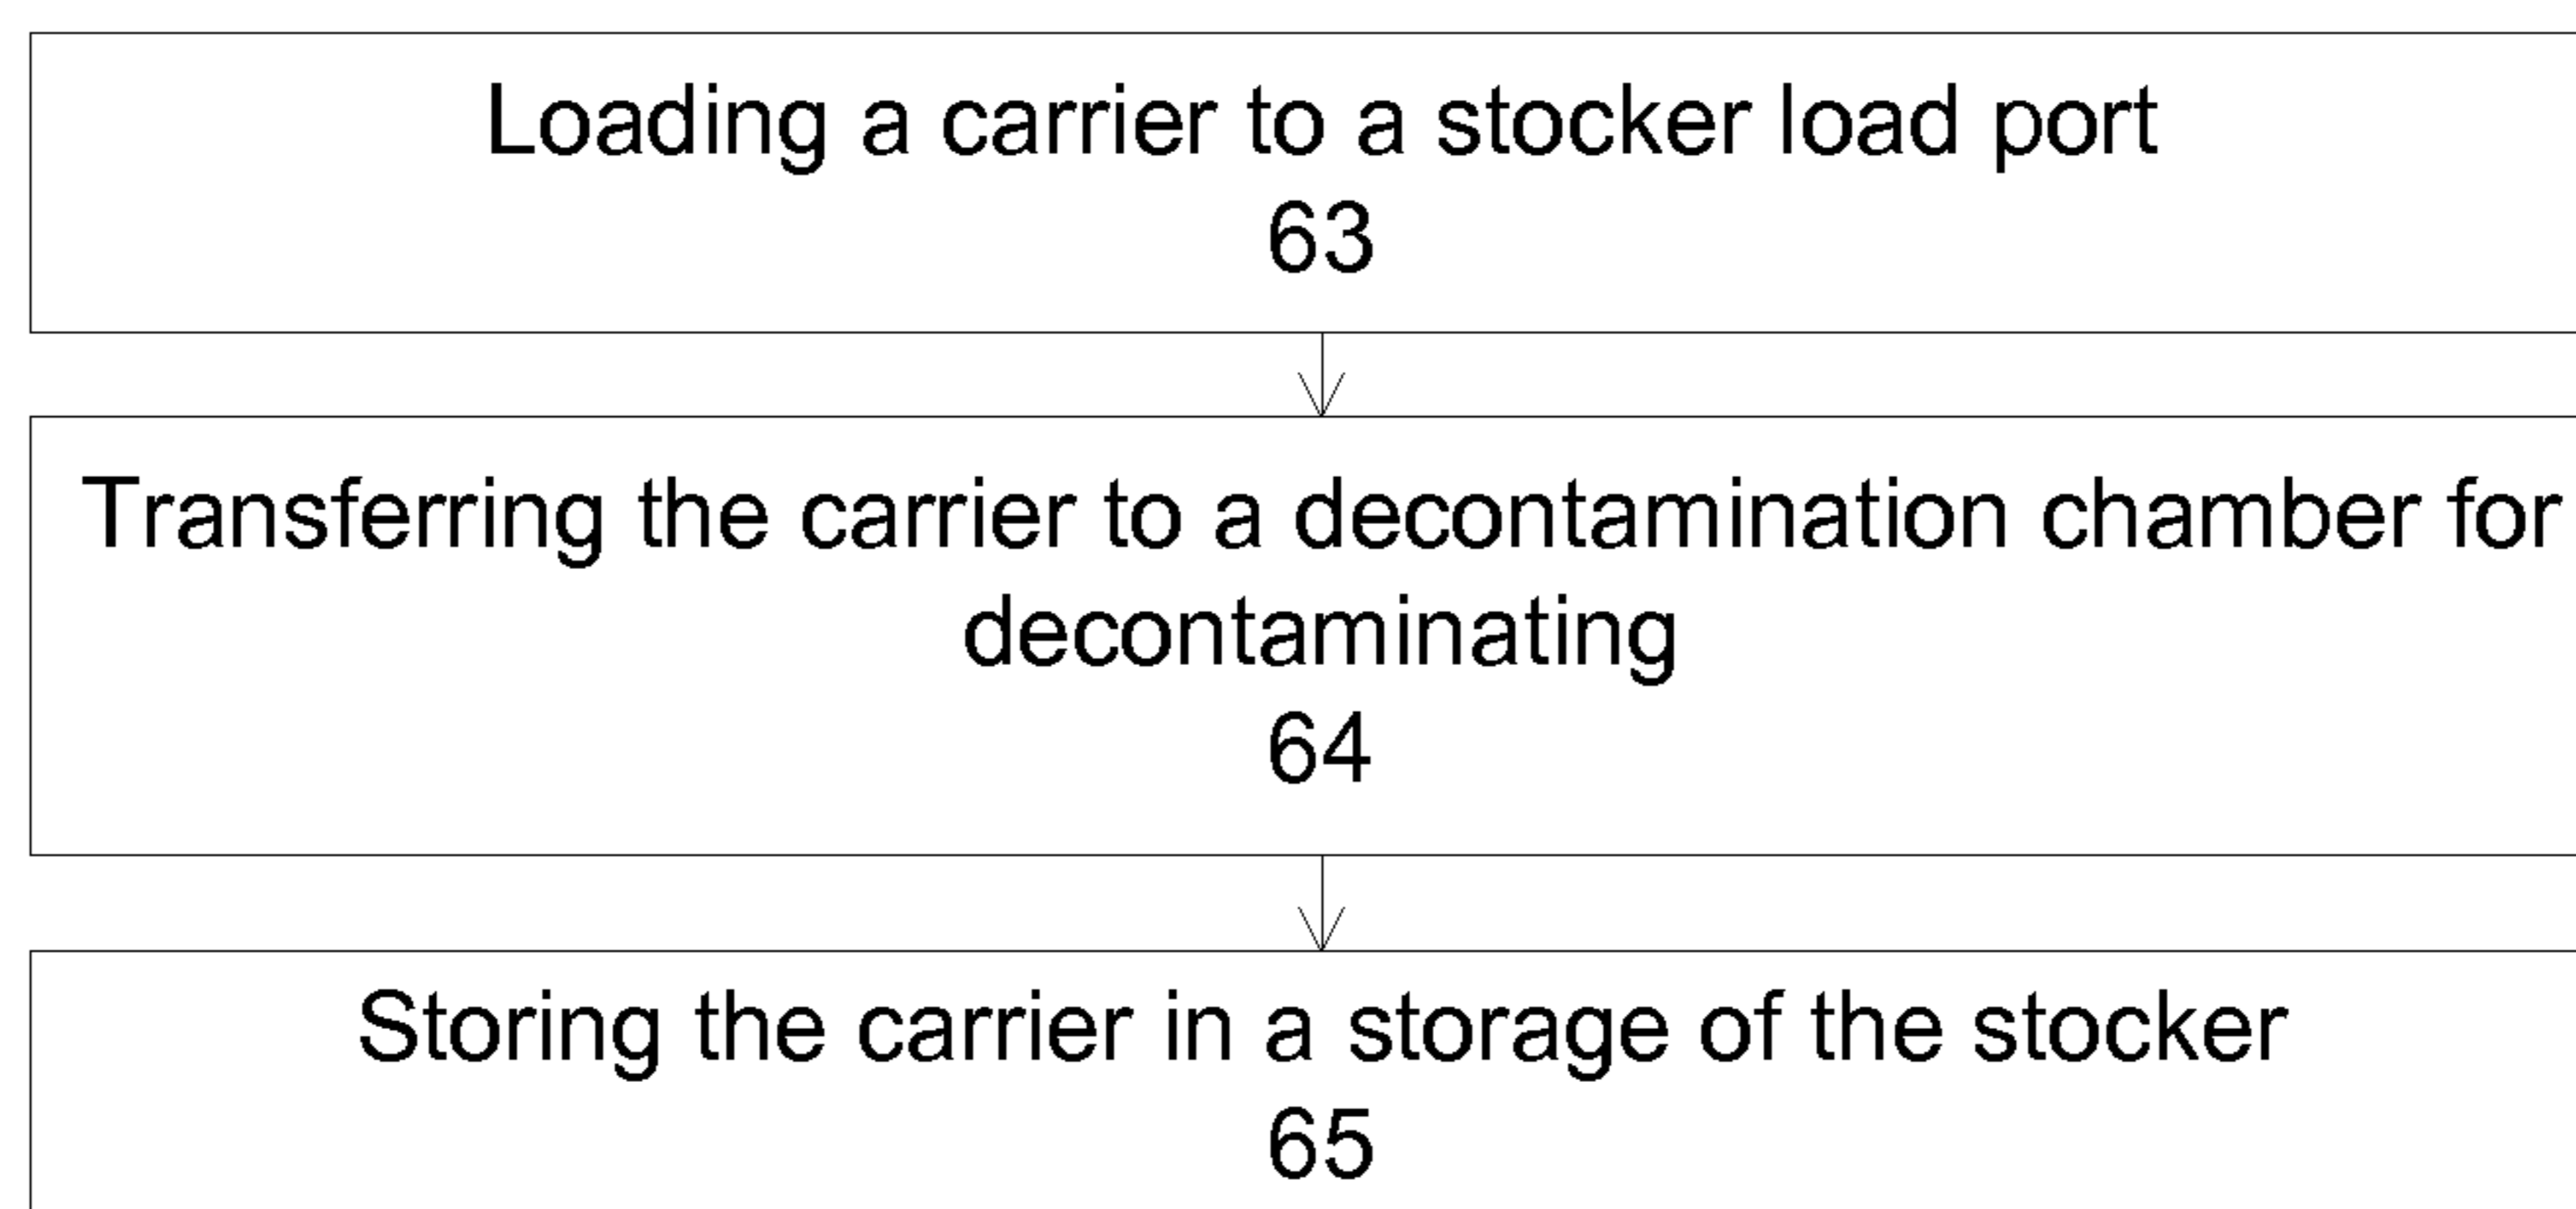 Loading a carrier to a stocker load port
63
Transferring the carrier to a decontamination chamber for
decontaminating
64
Storing the carrier in a storage of the stocker
65